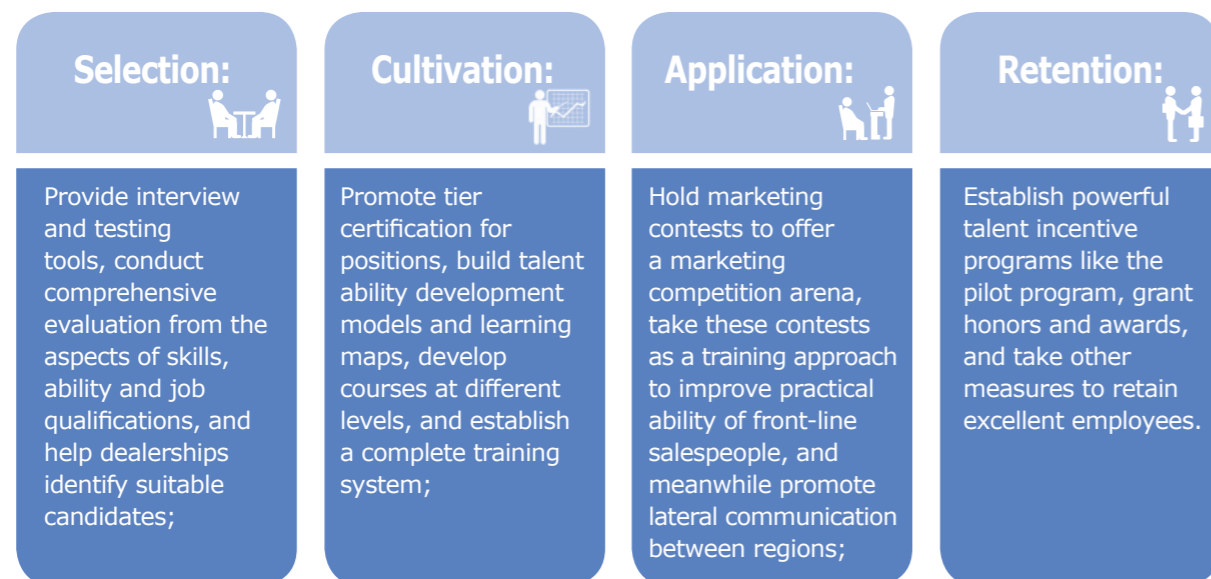 Selection:
Provide interview
and testing
tools, conduct
comprehensive
evaluation from the
aspects of skills,
ability and job
qualifications, and
help dealerships
identify suitable
candidates;
Cultivation:
Promote tier
certification for
positions, build talent
ability development
models and learning
maps, develop
courses at different
levels, and establish
a complete training
system;
Application:
Hold marketing
contests to offer
a marketing
competition arena,
take these contests
as a training approach
to improve practical
ability of front-line
salespeople, and
meanwhile promote
lateral communication
between regions;
Retention:
Establish powerful
talent incentive
programs like the
pilot program, grant
honors and awards,
and take other
measures to retain
excellent employees.